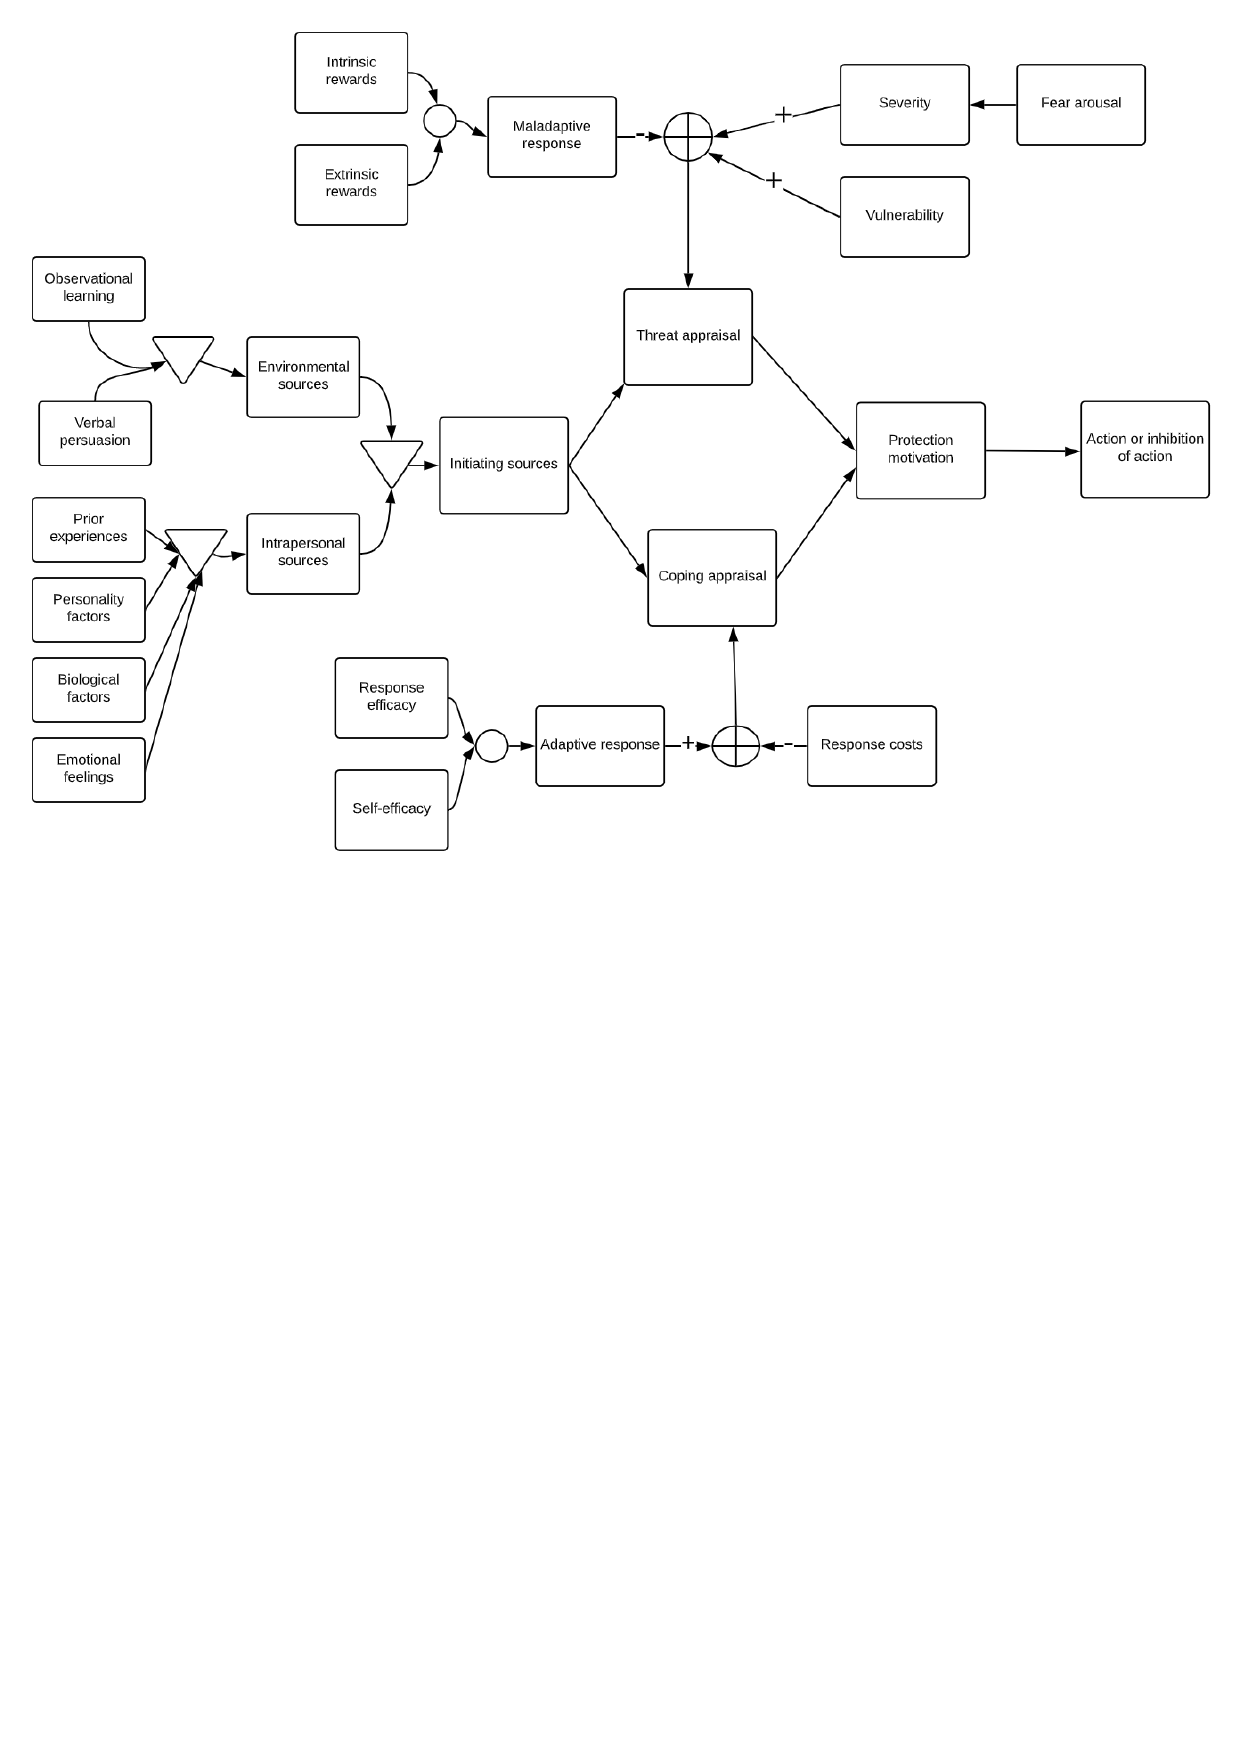 Intrinsic
rewards
Extrinsic
rewards
Maladaptive
response
-
+
+
Severity
Fear arousal
Vulnerability
Observational
learning
Verbal
persuasion
Environmental
sources
Prior
experiences
Personality
factors
Biological
factors
Emotional
feelings
Intrapersonal
sources
Initiating sources
Threat appraisal
Coping appraisal
Protection
motivation
Action or inhibition
of action
Response
efficacy
Self-efficacy
Adaptive response
+
-
Response costs